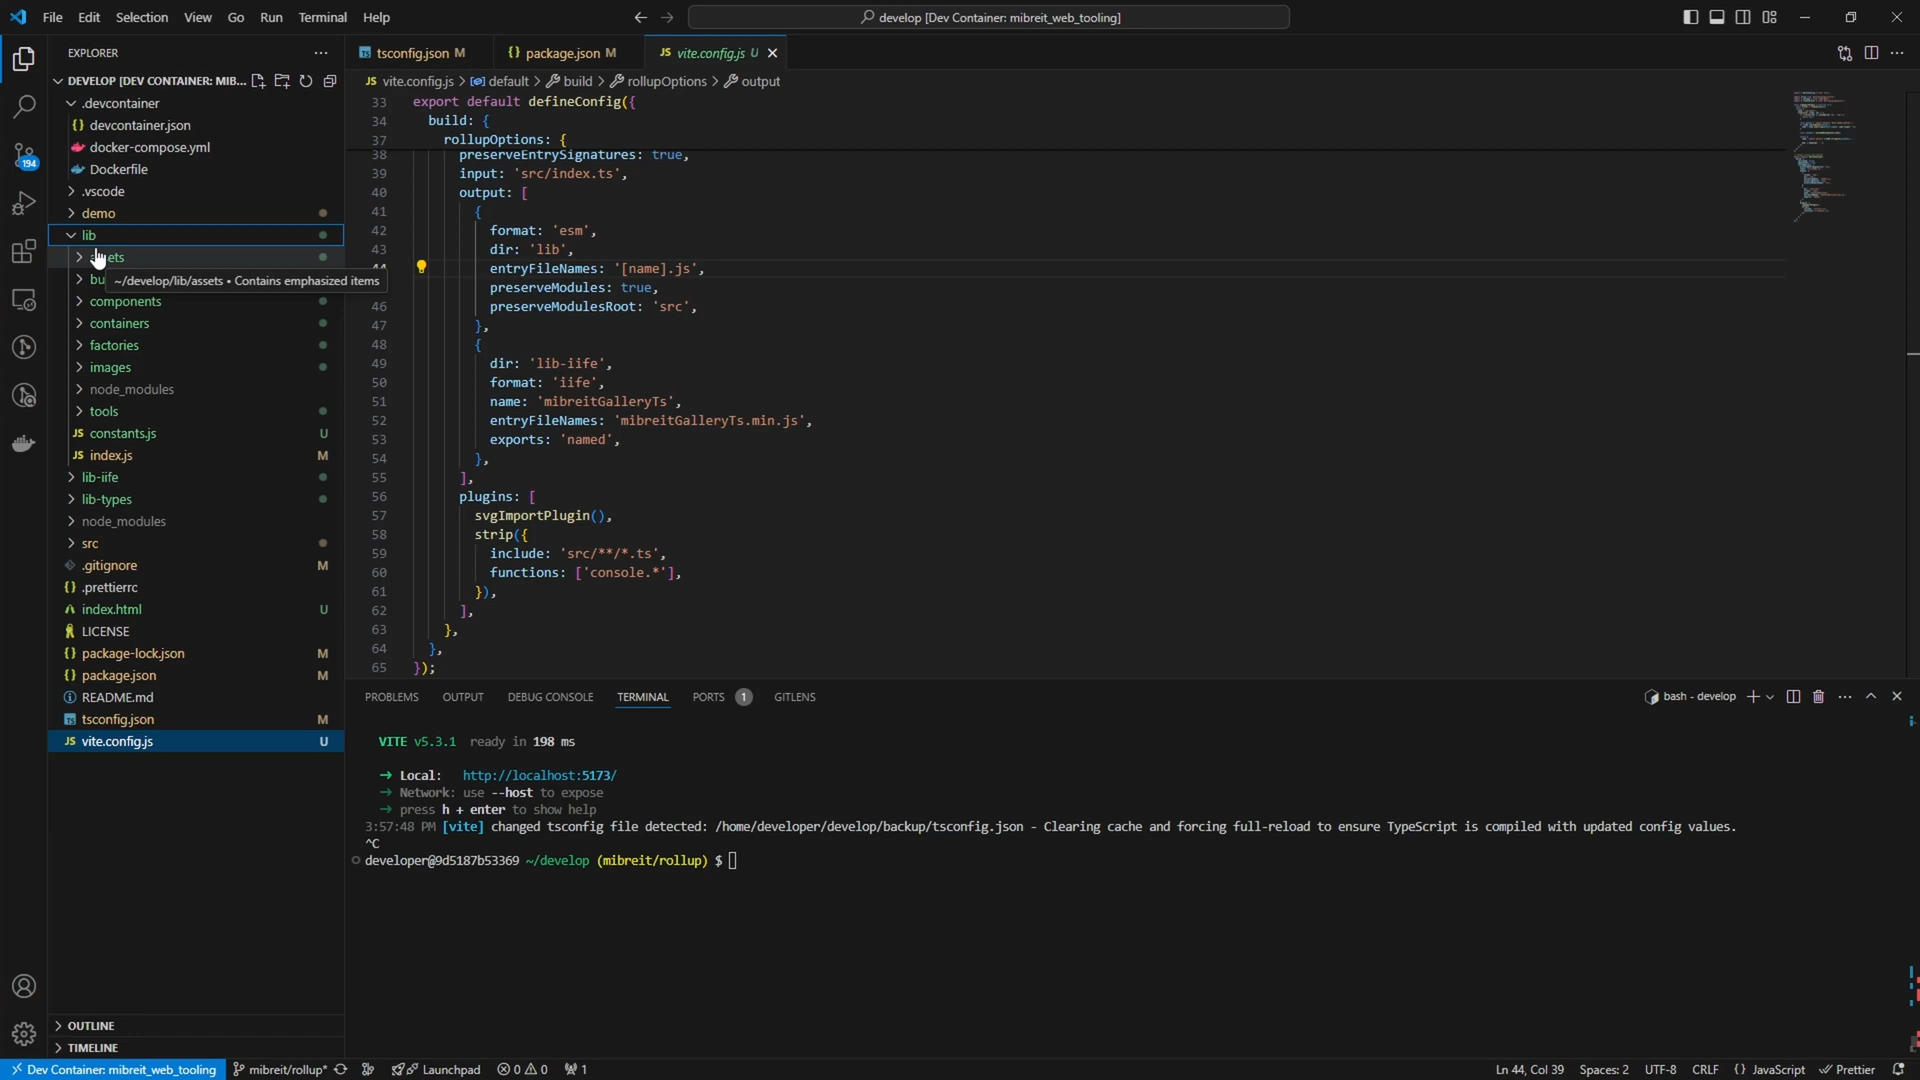 File Edit Selection View Go Run Terminal Help
develop [Dev Container: mibreit_web_tooling]
EXPLORER
DEVELOP [DEV CONTAINER: MIB...
.devcontainer
devcontainer.json
docker-compose.yml
Dockerfile
.vscode
demo
lib
~/develop/lib/assets • Contains emphasized items
components
containers
factories
images
node_modules
tools
constants.js U
index.js M
lib-iife
lib-types
node_modules
src
.gitignore M
.prettierrc
index.html U
LICENSE
package-lock.json M
package.json M
README.md
tsconfig.json M
vite.config.js U
OUTLINE
TIMELINE
194
tsconfig.json M package.json M JS vite.config.js U
JS vite.config.js > default > build > rollupOptions > output
33 export default defineConfig({
34 build: {
37 rollupOptions: {
38 preserveEntrySignatures: true,
39 input: 'src/index.ts',
40 output: [
41 {
42 format: 'esm',
43 dir: 'lib',
entryFileNames: '[name].js',
preserveModules: true,
46 preserveModulesRoot: 'src',
47 },
48 {
49 dir: 'lib-iife',
50 format: 'iife',
51 name: 'mibreitGalleryTs',
52 entryFileNames: 'mibreitGalleryTs.min.js',
53 exports: 'named',
54 },
55 ],
56 plugins: [
57 svgImportPlugin(),
58 strip({
59 include: 'src/**/*.ts',
60 functions: ['console.*'],
61 }),
62 ],
63 },
64 },
65 });
PROBLEMS OUTPUT DEBUG CONSOLE TERMINAL PORTS 1 GITLENS
bash - develop
VITE v5.3.1 ready in 198 ms
→ Local: http://localhost:5173/
→ Network: use --host to expose
→ press h + enter to show help
3:57:48 PM [vite] changed tsconfig file detected: /home/developer/develop/backup/tsconfig.json - Clearing cache and forcing full-reload to ensure TypeScript is compiled with updated config values.
^C
developer@9d5187b53369 ~/develop (mibreit/rollup) $
Dev Container: mibreit_web_tooling mibreit/rollup* Launchpad 0 0 1
Ln 44, Col 39 Spaces: 2 UTF-8 CRLF {} JavaScript Prettier